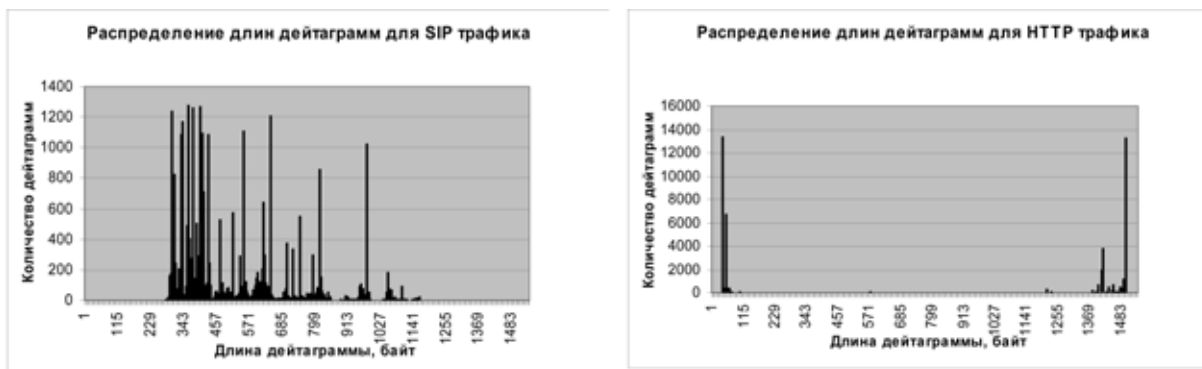 Распределение длин дейтаграмм для SIP трафика
Количество дейтаграмм
1400
1200
1000
800
600
400
200
0
1 115 229 343 457 571 685 799 913 1027 1141 1255 1369 1483
Длина дейтаграммы, байт
Распределение длин дейтаграмм для HTTP трафика
Количество дейтаграмм
16000
14000
12000
10000
8000
6000
4000
2000
0
1 115 229 343 457 571 685 799 913 1027 1141 1255 1369 1483
Длина дейтаграммы, байт